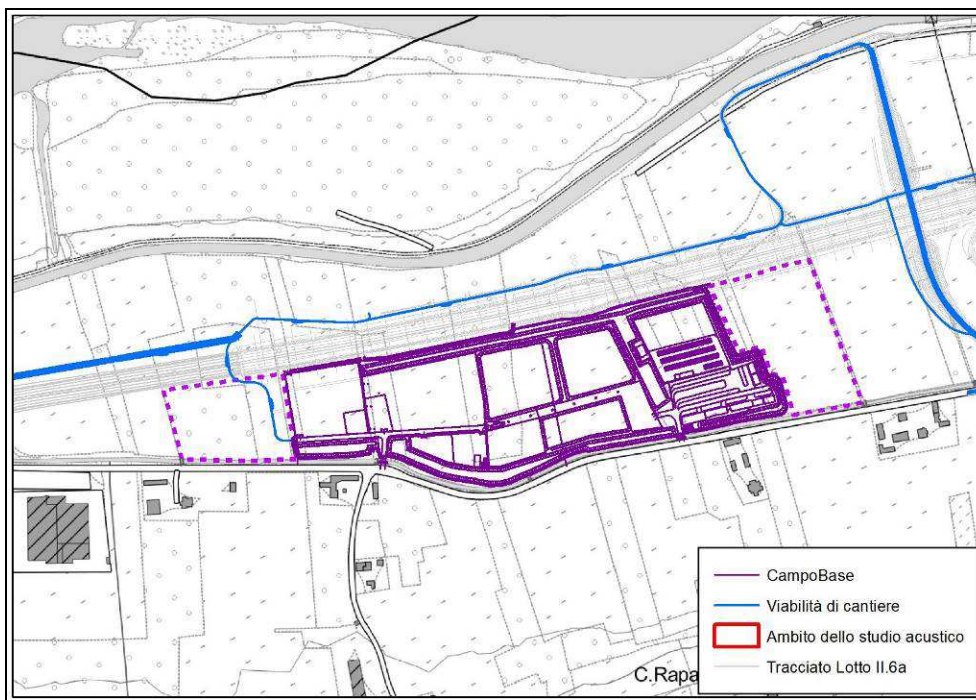 CampoBase
Viabilità di cantiere
Ambito dello studio acustico
Tracciato Lotto II.6a
C.Rapa